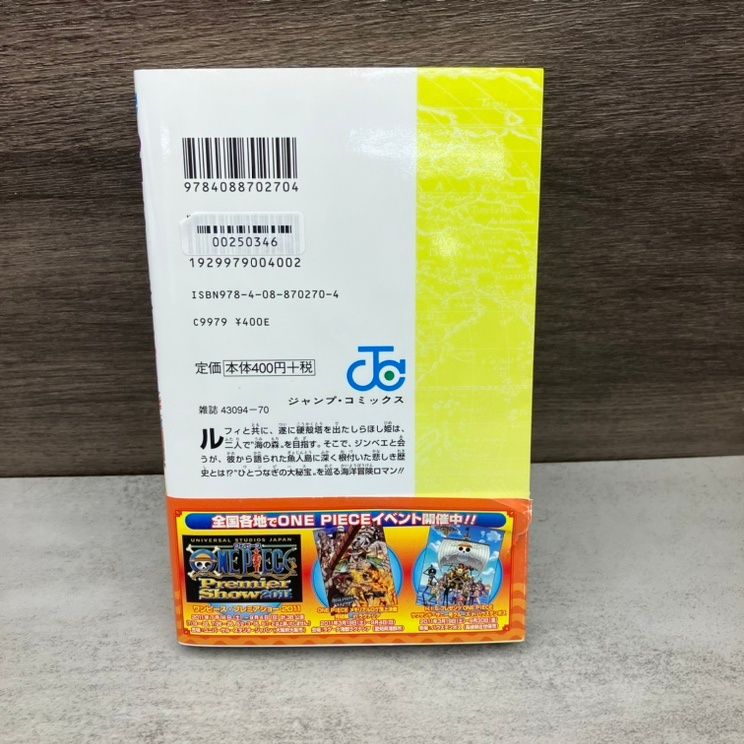 9784088702704
00250346
1929979004002
ISBN978-4-08-870270-4
C9979 ¥400E
定価 本体400円+税
JC
ジャンプ・コミックス
雑誌 43094-70
ルフィと共に、遂に硬殻塔を出たしらほし姫は、
二人で“海の森”を目指す。そこで、ジンベエと会
うが、彼から語られた魚人島に深く根付いた悲しき歴
史とは!?“ひとつなぎの大秘宝”を巡る海洋冒険ロマン!!
全国各地でONE PIECEイベント開催中!!
UNIVERSAL STUDIOS JAPAN
ワンピース
ONE PIECE
Premier
Show 2011
ワンピース・プレミアショー2011